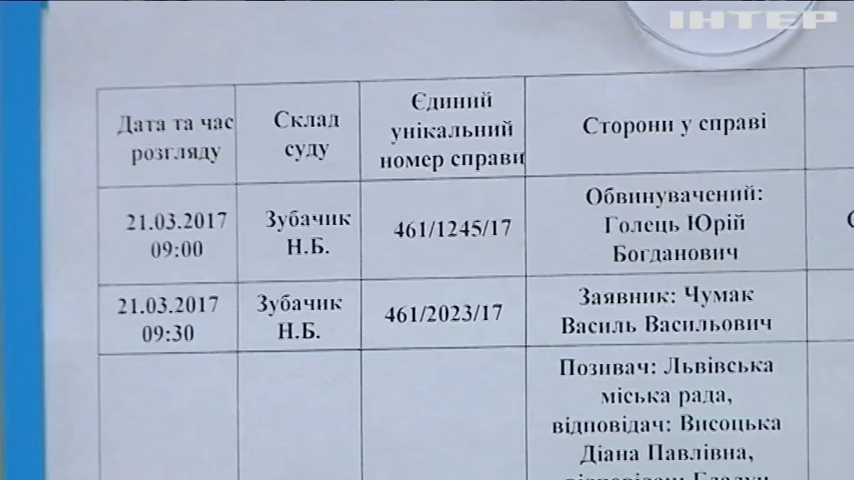 ІНТЕР
Дата та час
розгляду
Склад
суду
Єдиний
унікальний
номер справи
Сторони у справі
21.03.2017
09:00
Зубачик
Н.Б.
461/1245/17
Обвинувачений:
Голець Юрій
Богданович
21.03.2017
09:30
Зубачик
Н.Б.
461/2023/17
Заявник: Чумак
Василь Васильович
Позивач: Львівська
міська рада,
відповідач: Висоцька
Діана Павлівна,